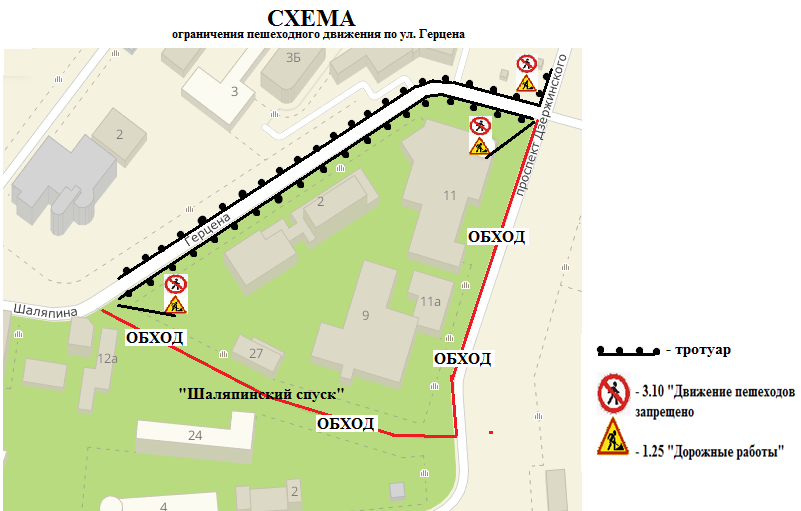 СХЕМА
ограничения пешеходного движения по ул. Герцена
3Б
3
2
проспект Дзержинского
11
2
Герцена
ОБХОД
Шаляпина
11а
9
ОБХОД
27
12а
ОБХОД
"Шаляпинский спуск"
ОБХОД
24
2
4
- тротуар
- 3.10 "Движение пешеходов
запрещено
- 1.25 "Дорожные работы"